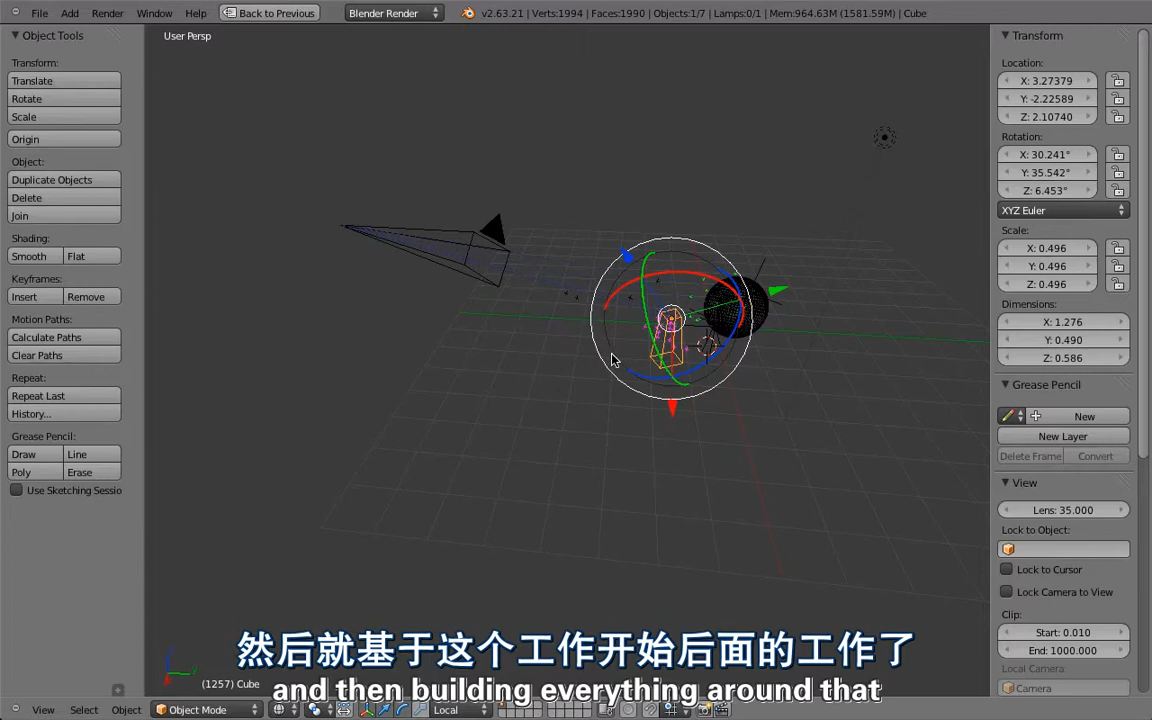 File Add Render Window Help Back to Previous Blender Render v2.63.21 | Verts:1994 | Faces:1990 | Objects:1/7 | Lamps:0/1 | Mem:964.63M (1581.59M) | Cube
Object Tools
Transform:
Translate
Rotate
Scale
Origin
Object:
Duplicate Objects
Delete
Join
Shading:
Smooth Flat
Keyframes:
Insert Remove
Motion Paths:
Calculate Paths
Clear Paths
Repeat:
Repeat Last
History...
Grease Pencil:
Draw Line
Poly Erase
Use Sketching Sessio
User Persp
Transform
Location:
X: 3.27379
Y: -2.22589
Z: 2.10740
Rotation:
X: 30.241°
Y: 35.542°
Z: 6.453°
XYZ Euler
Scale:
X: 0.496
Y: 0.496
Z: 0.496
Dimensions:
X: 1.276
Y: 0.490
Z: 0.586
Grease Pencil
New
New Layer
Delete Frame Convert
View
Lens: 35.000
Lock to Object:
Lock to Cursor
Lock Camera to View
Clip:
Start: 0.010
End: 1000.000
Local Camera:
Camera
然后就基于这个工作开始后面的工作了
and then building everything around that
(1257) Cube
View Select Object Object Mode Local